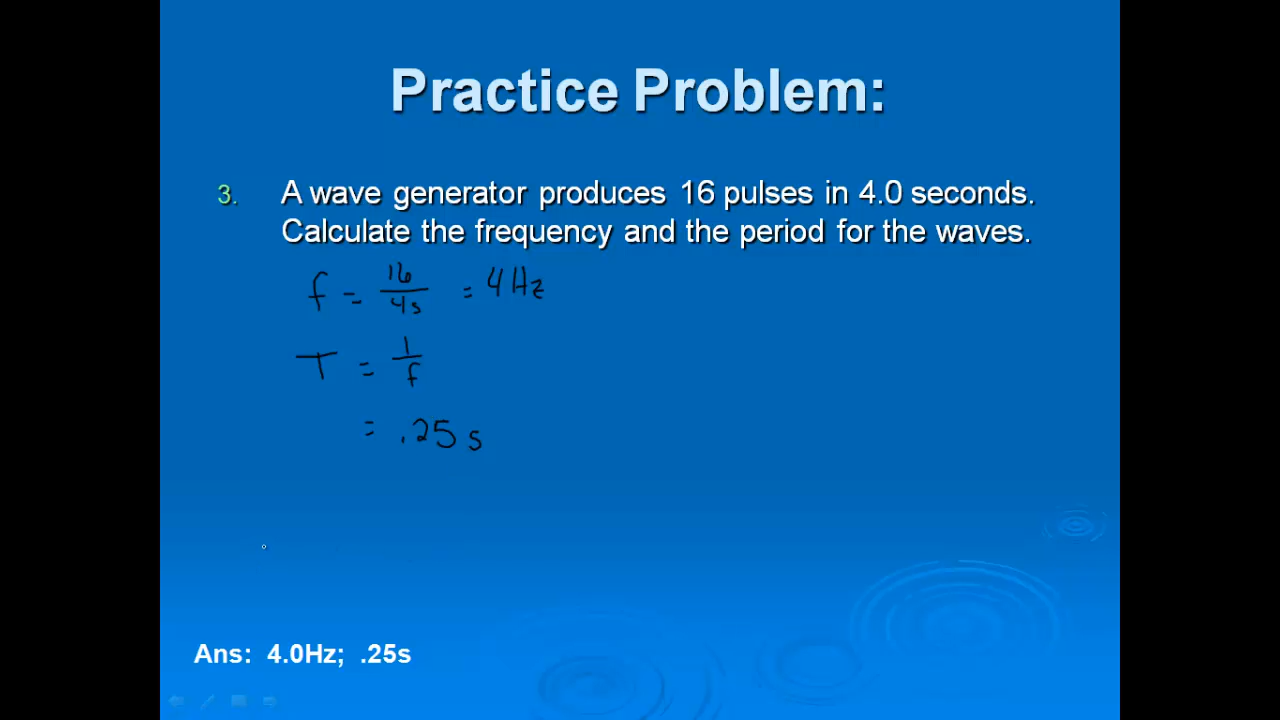 Practice Problem:
3. A wave generator produces 16 pulses in 4.0 seconds.
Calculate the frequency and the period for the waves.
f = 16/4s = 4Hz
T = 1/f
= .25 s
Ans: 4.0Hz; .25s